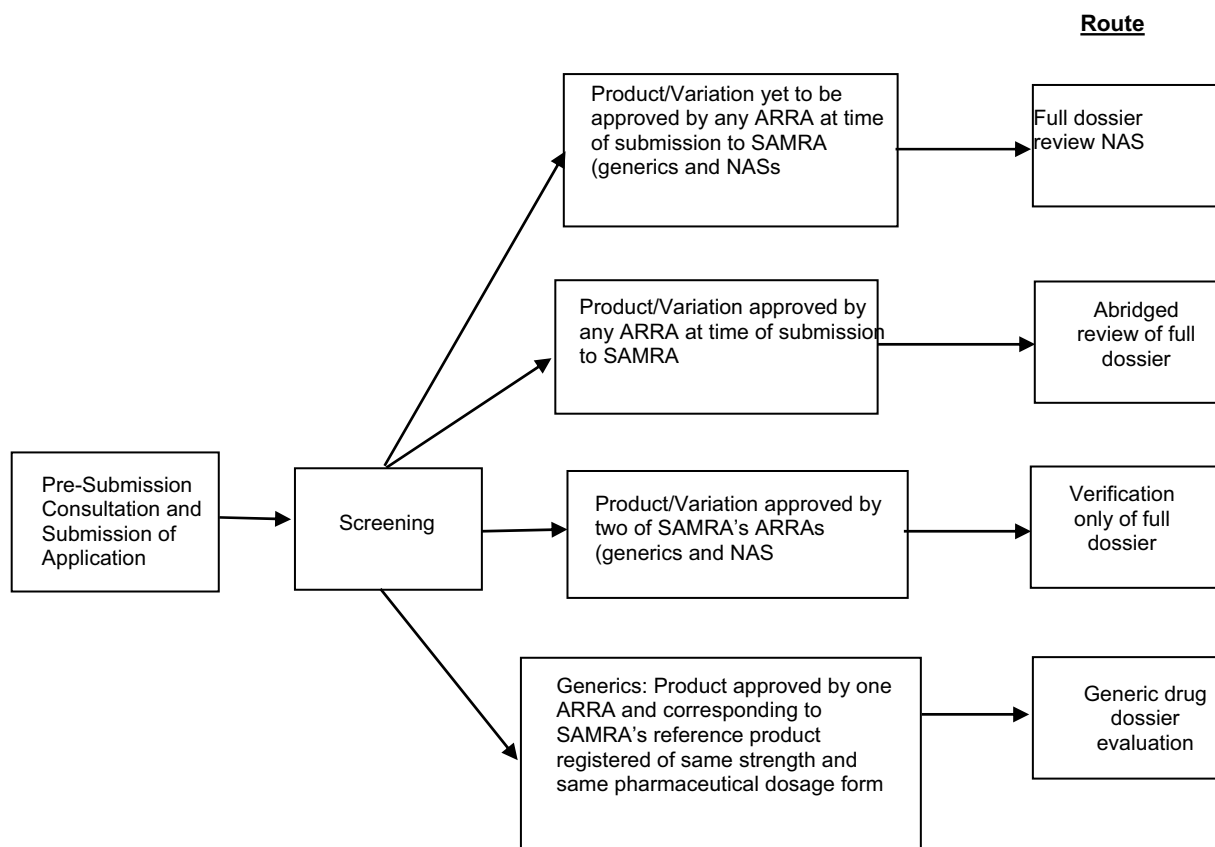 Route
Product/Variation yet to be
approved by any ARRA at time
of submission to SAMRA
(generics and NASs
Full dossier
review NAS
Product/Variation approved by
any ARRA at time of submission
to SAMRA
Abridged
review of full
dossier
Pre-Submission
Consultation and
Submission of
Application
Screening
Product/Variation approved by
two of SAMRA’s ARRAs
(generics and NAS
Verification
only of full
dossier
Generics: Product approved by one
ARRA and corresponding to
SAMRA’s reference product
registered of same strength and
same pharmaceutical dosage form
Generic drug
dossier
evaluation